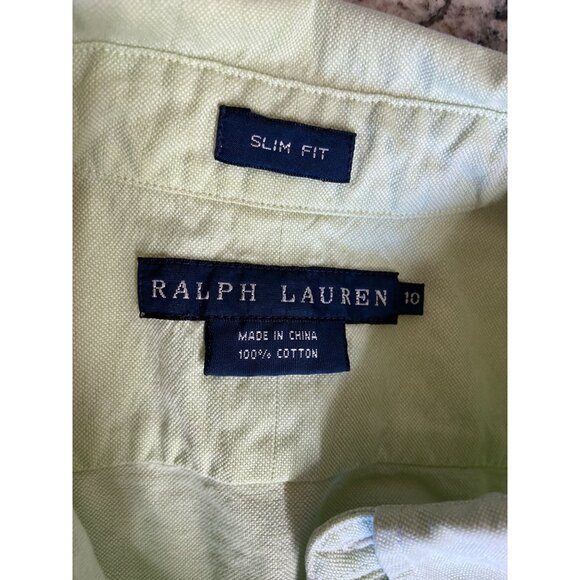 SLIM FIT
RALPH LAUREN 10
MADE IN CHINA
100% COTTON